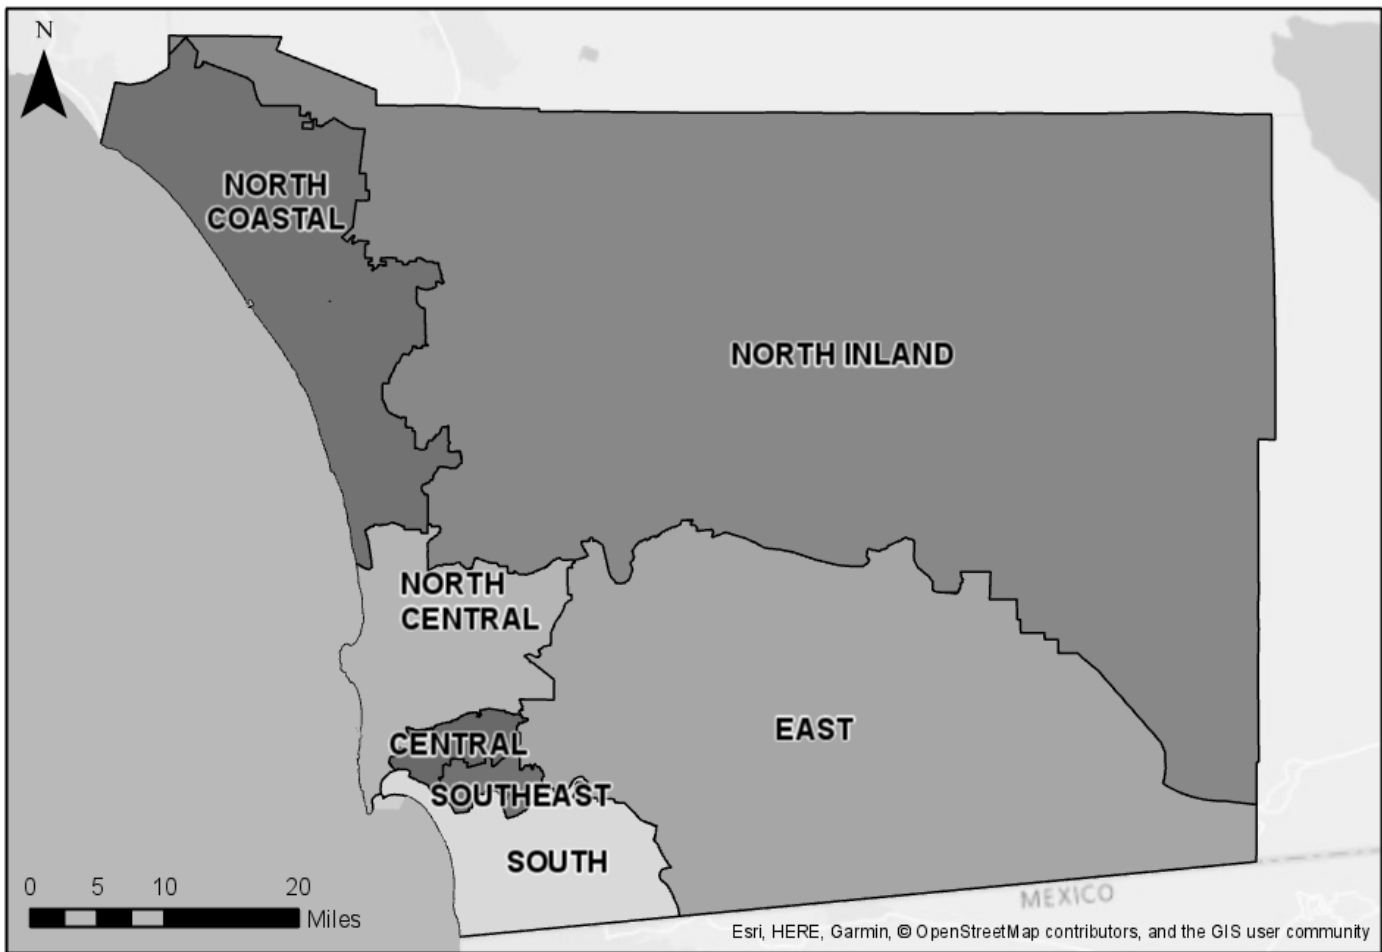 N
NORTH
COASTAL
NORTH INLAND
NORTH
CENTRAL
EAST
CENTRAL
SOUTHEAST
SOUTH
0 5 10 20
Miles
MEXICO
Esri, HERE, Garmin, © OpenStreetMap contributors, and the GIS user community